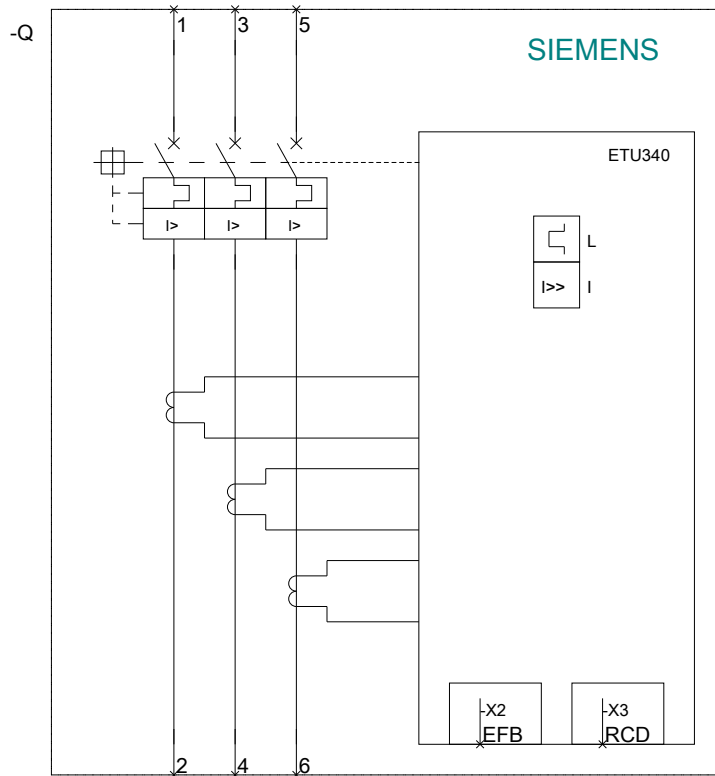 1 3 5
-Q
SIEMENS
ETU340
L
I> I> I>
I>> I
-X2 -X3
EFB RCD
2 4 6